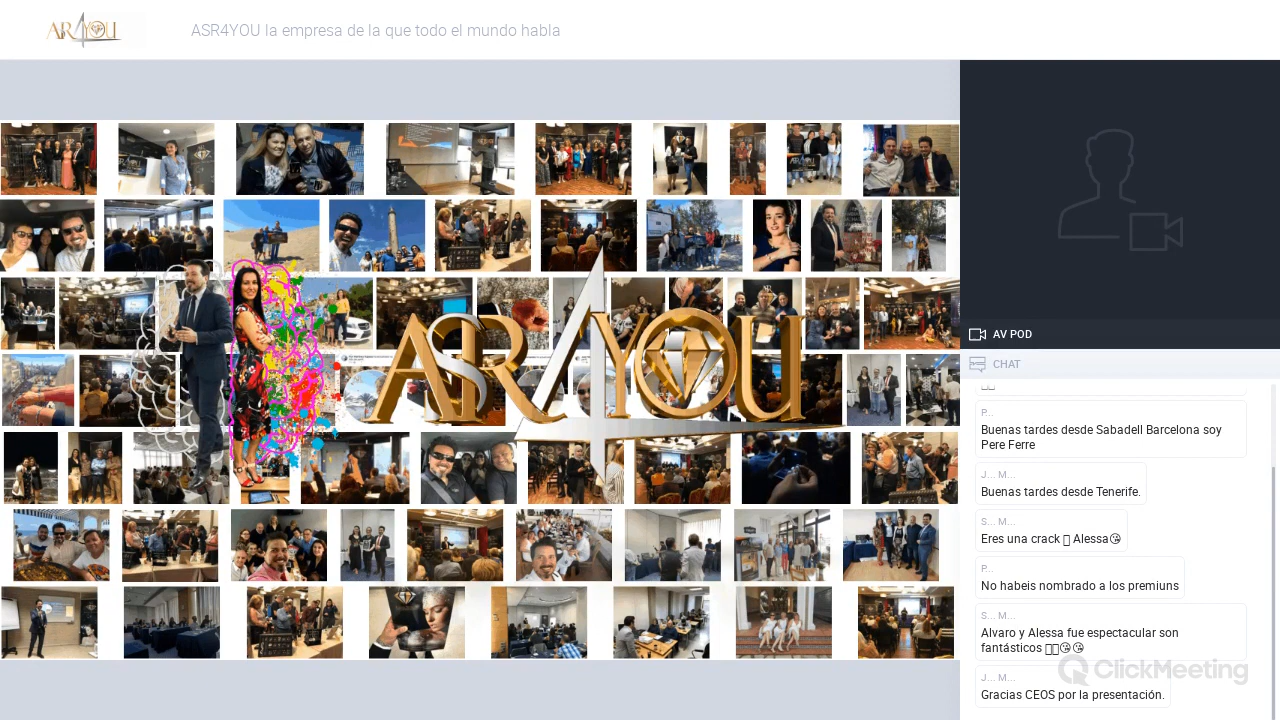 ASR4YOU
ASR4YOU la empresa de la que todo el mundo habla
ASR4YOU
AV POD
CHAT
P...
Buenas tardes desde Sabadell Barcelona soy
Pere Ferre
J... M...
Buenas tardes desde Tenerife.
S... M...
Eres una crack Alessa😘
P...
No habeis nombrado a los premiuns
S... M...
Alvaro y Alessa fue espectacular son
fantásticos 😘😘
J... M...
Gracias CEOS por la presentación.
ClickMeeting